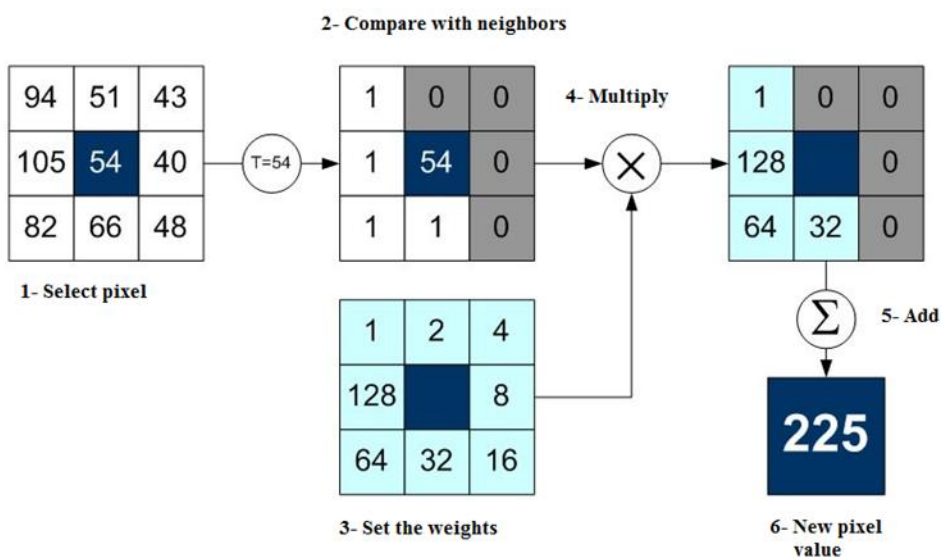 2- Compare with neighbors
94 51 43
105 54 40
82 66 48
1- Select pixel
T=54
1 0 0
1 54 0
1 1 0
4- Multiply
×
1 0 0
128 0
64 32 0
1 2 4
128 8
64 32 16
3- Set the weights
Σ
5- Add
225
6- New pixel
value